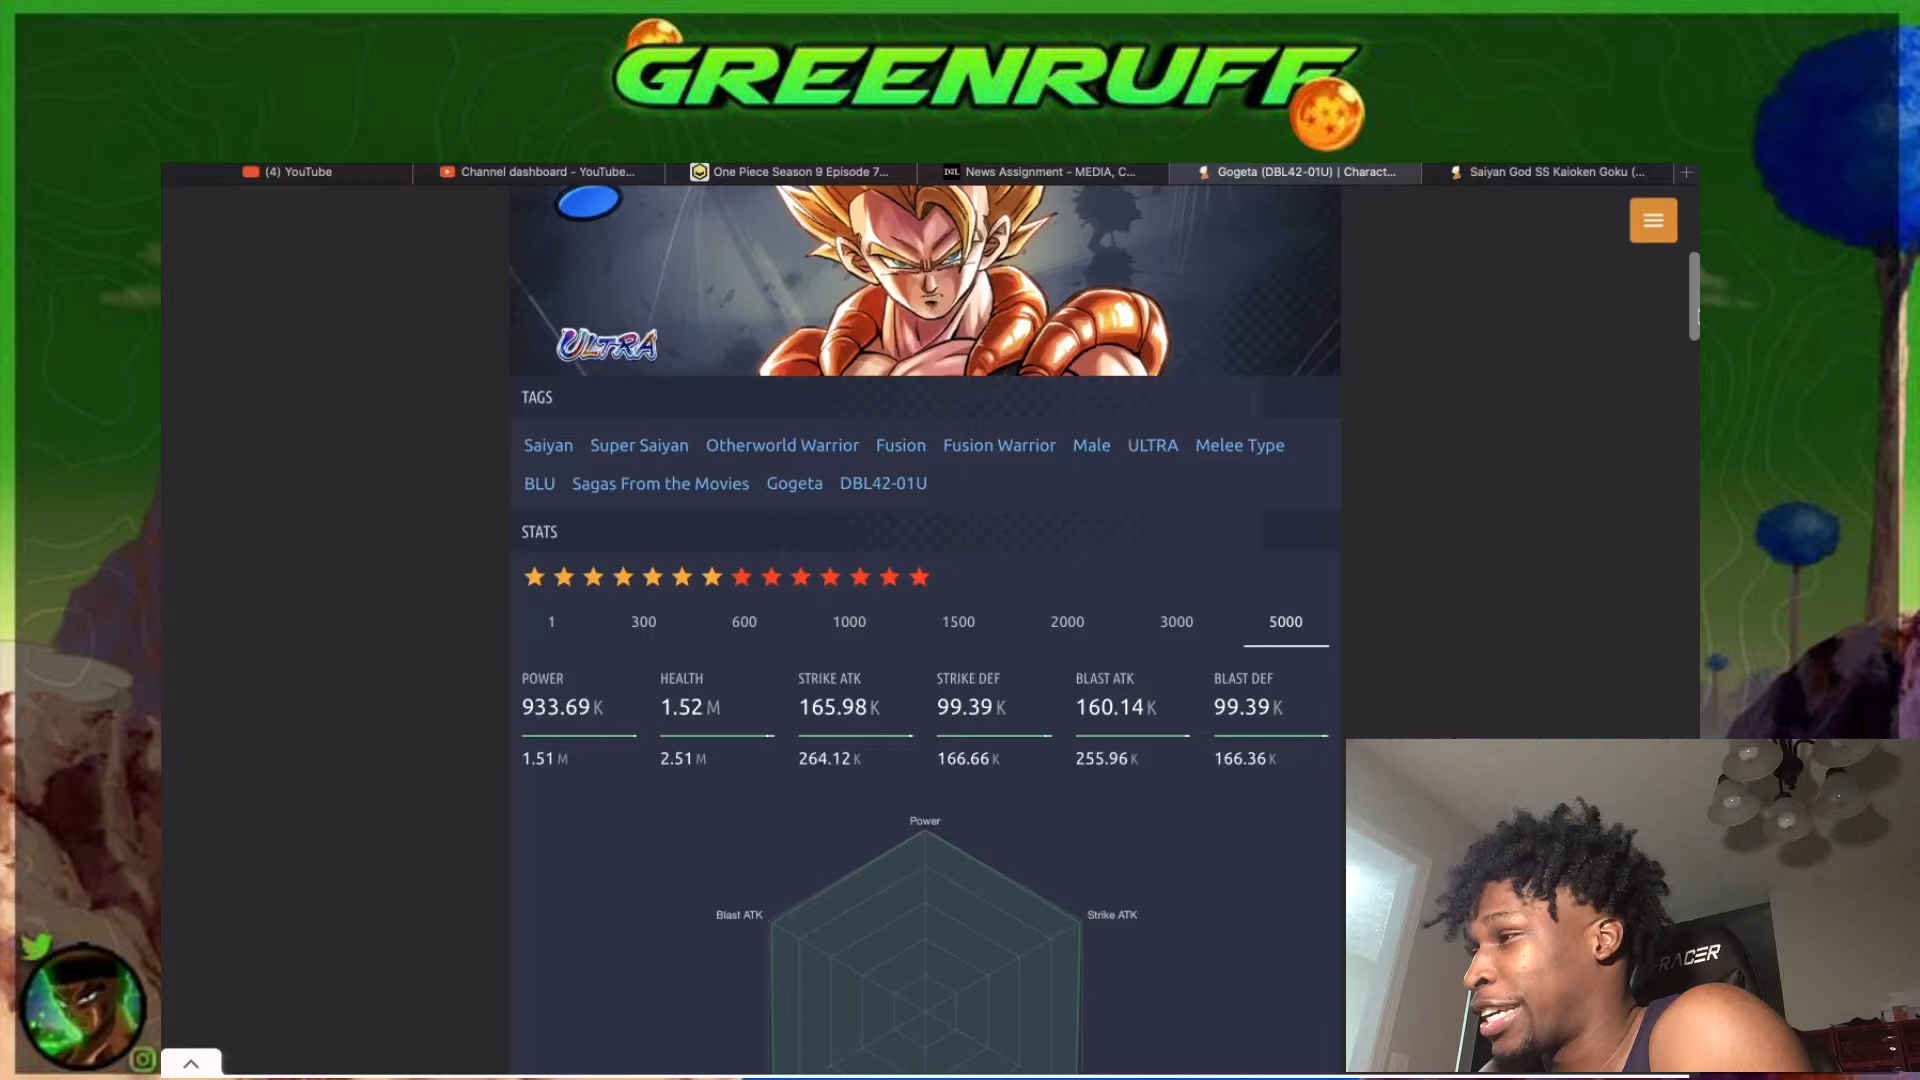 GREENRUFF
(4) YouTube
Channel dashboard - YouTube...
One Piece Season 9 Episode 7...
D2L News Assignment - MEDIA, C...
Gogeta (DBL42-01U) | Charact...
Saiyan God SS Kaioken Goku (...
ULTRA
TAGS
Saiyan Super Saiyan Otherworld Warrior Fusion Fusion Warrior Male ULTRA Melee Type
BLU Sagas From the Movies Gogeta DBL42-01U
STATS
1 300 600 1000 1500 2000 3000 5000
POWER HEALTH STRIKE ATK STRIKE DEF BLAST ATK BLAST DEF
933.69 K 1.52 M 165.98 K 99.39 K 160.14 K 99.39 K
1.51 M 2.51 M 264.12 K 166.66 K 255.96 K 166.36 K
Power
Blast ATK
Strike ATK
RACER